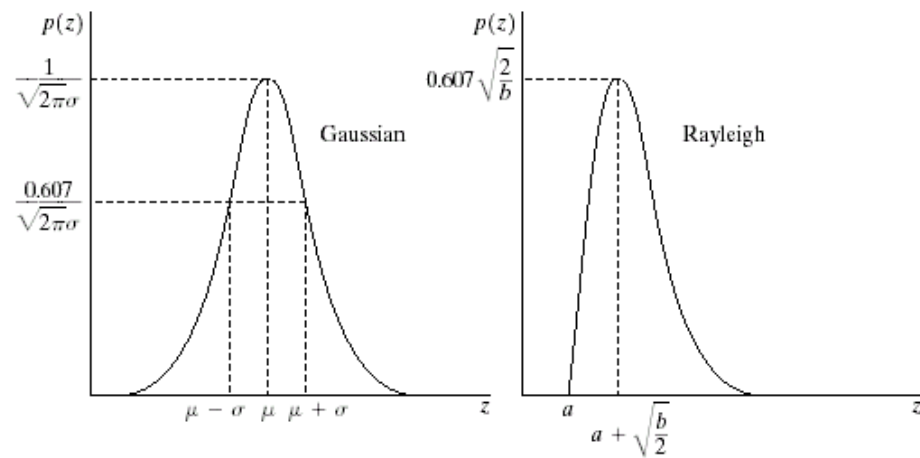 p(z)
1
√2πσ
Gaussian
0.607
√2πσ
μ − σ μ μ + σ z
p(z)
0.607 √2/b
Rayleigh
a z
a + √b/2